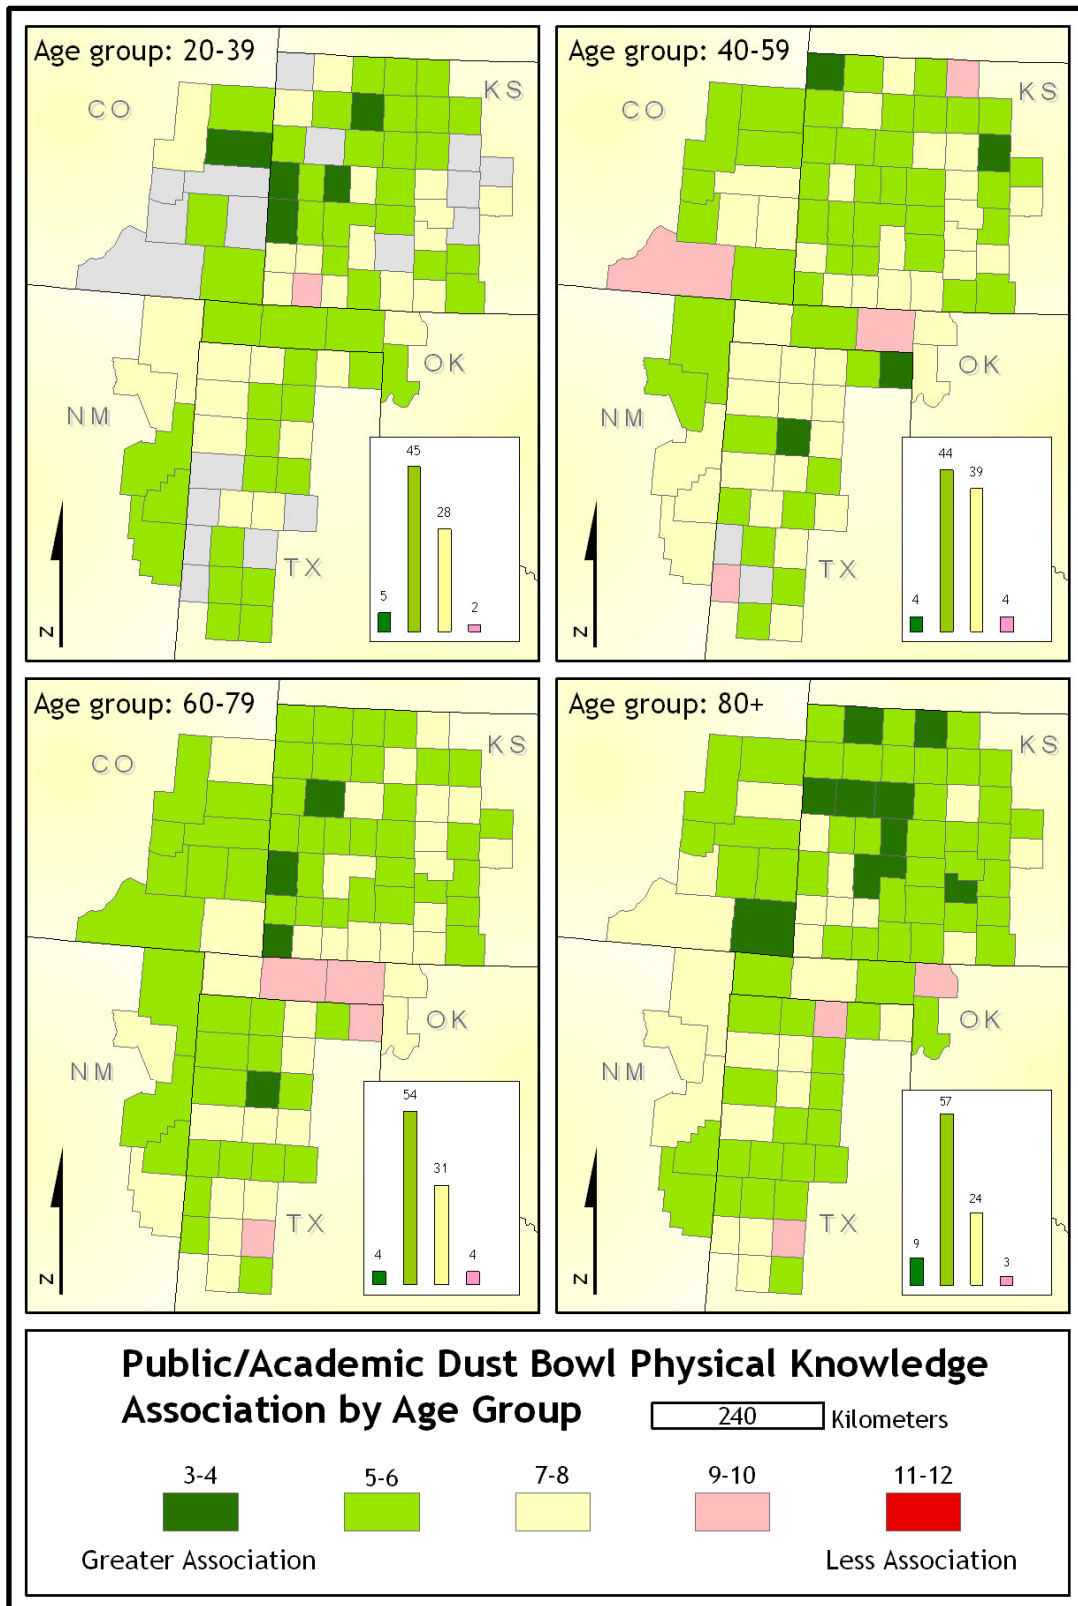 Age group: 20-39
CO
KS
OK
NM
TX
N
5
45
28
2
Age group: 40-59
CO
KS
OK
NM
TX
N
4
44
39
4
Age group: 60-79
CO
KS
OK
NM
TX
N
4
54
31
4
Age group: 80+
CO
KS
OK
NM
TX
N
9
57
24
3
Public/Academic Dust Bowl Physical Knowledge
Association by Age Group
240 Kilometers
3-4 5-6 7-8 9-10 11-12
Greater Association Less Association